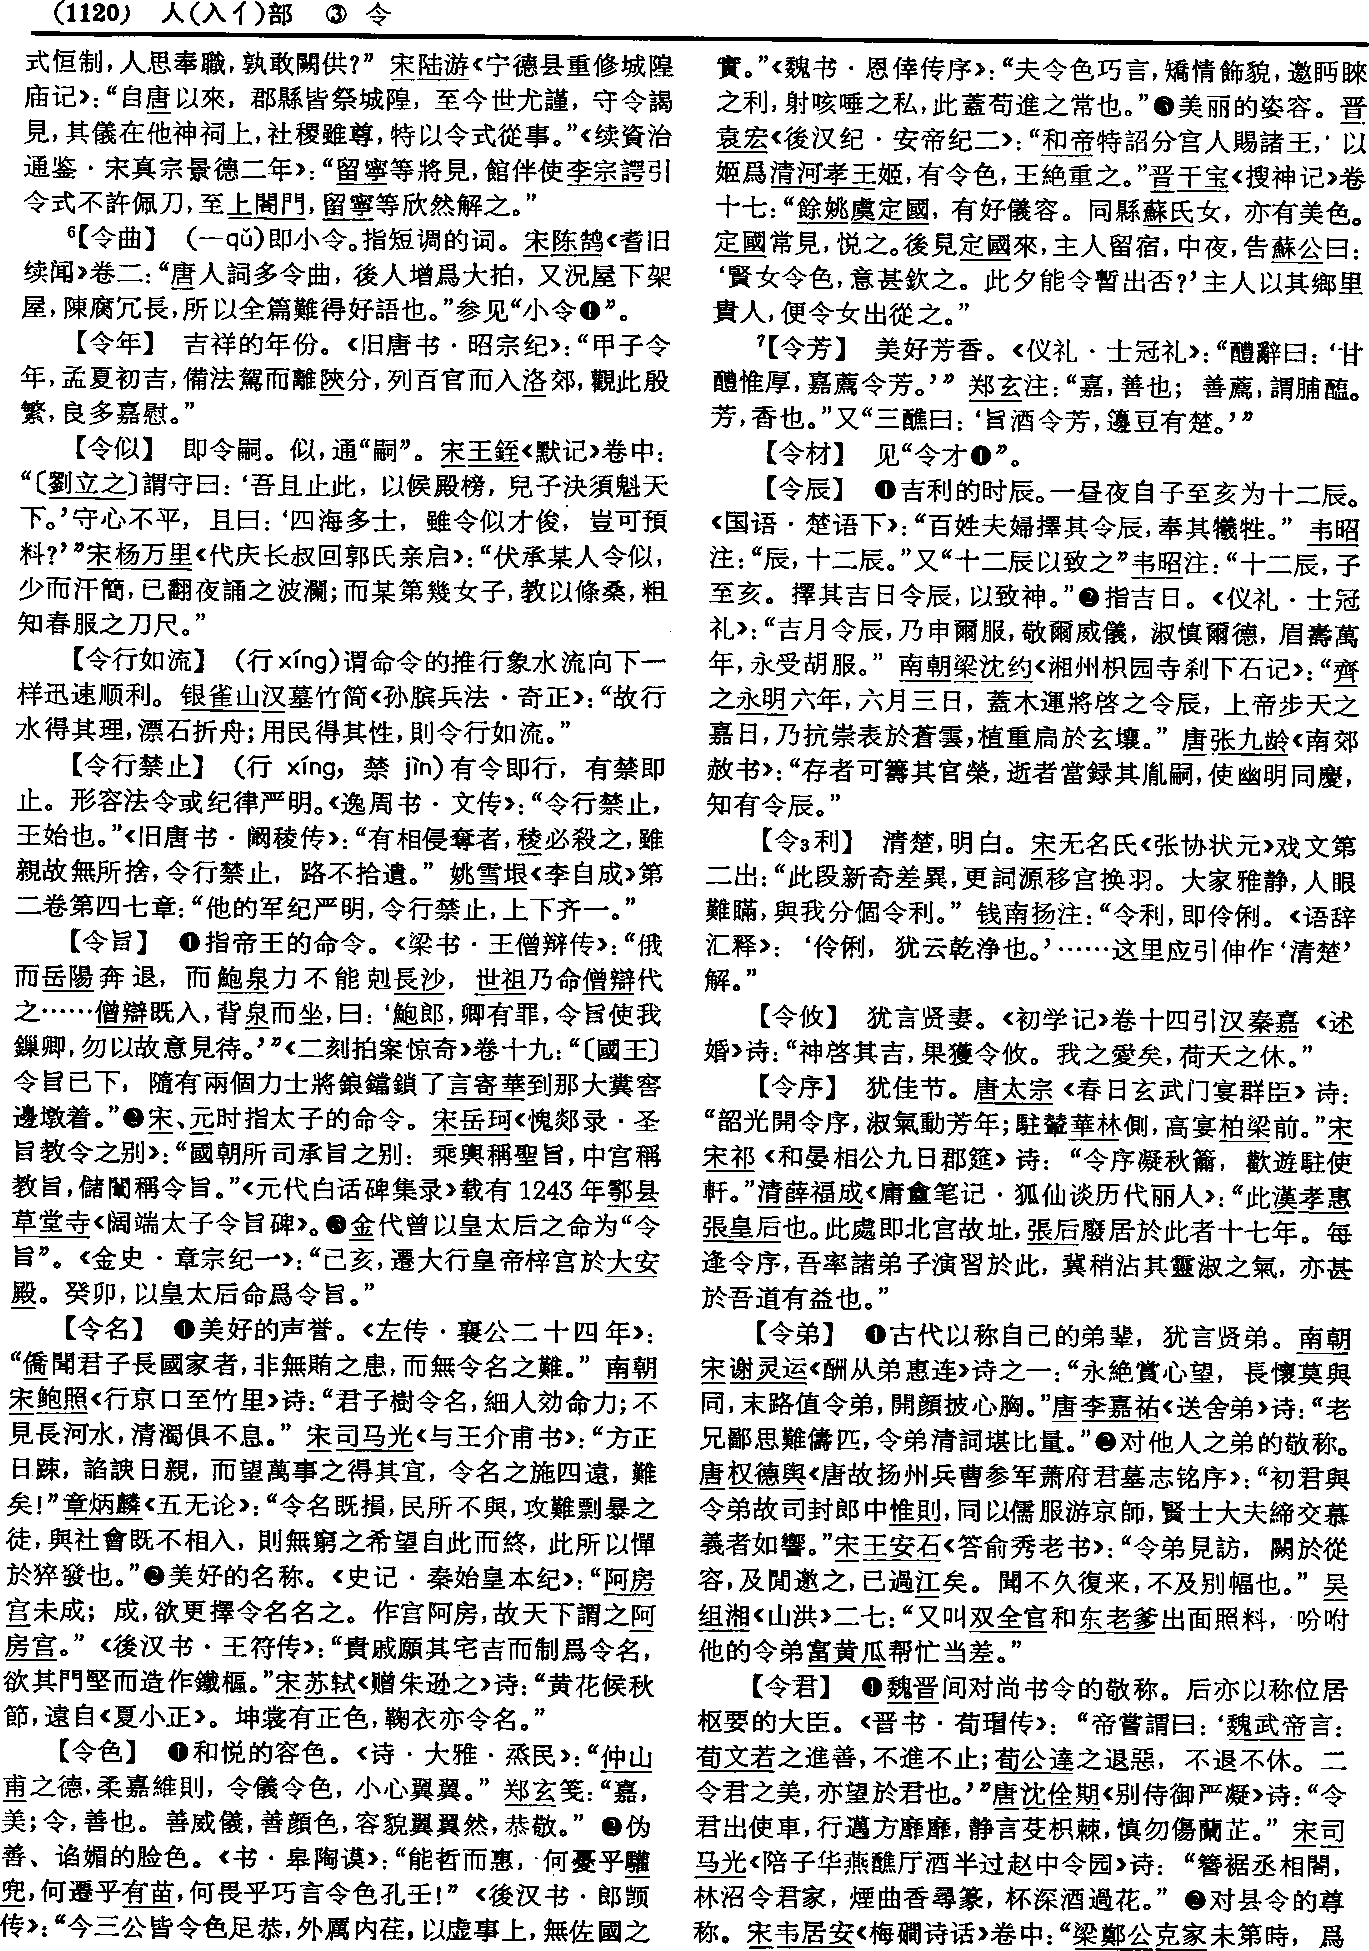 (1120) 人(入亻)部 ③ 令
式恒制,人思奉職,孰敢闕供?” 宋陆游《宁德县重修城隍
庙记》:“自唐以來, 郡縣皆祭城隍, 至今世尤謹, 守令謁
見,其儀在他神祠上,社稷雖尊,特以令式從事。”《续資治
通鉴·宋真宗景德二年》:“留寧等將見,館伴使李宗諤引
令式不許佩刀,至上閤門,留寧等欣然解之。”
⁶【令曲】 (一qǔ)即小令。指短调的词。宋陈鹄《耆旧
续闻》卷二:“唐人詞多令曲, 後人增爲大拍, 又況屋下架
屋,陳腐冗長,所以全篇難得好語也。”参见“小令❶”。
【令年】 吉祥的年份。《旧唐书·昭宗纪》:“甲子令
年,孟夏初吉,備法駕而離陝分,列百官而入洛郊,觀此殷
繁,良多嘉慰。”
【令似】 即令嗣。似,通“嗣”。宋王銍《默记》卷中:
“〔劉立之〕謂守曰:‘吾且止此, 以候殿榜, 兒子決須魁天
下。’守心不平, 且曰:‘四海多士, 雖令似才俊, 豈可預
料?’”宋杨万里《代庆长叔回郭氏亲启》:“伏承某人令似,
少而汗簡,已翻夜誦之波瀾;而某第幾女子,教以條桑,粗
知春服之刀尺。”
【令行如流】 (行xíng)谓命令的推行象水流向下一
样迅速顺利。银雀山汉墓竹简《孙膑兵法·奇正》:“故行
水得其理,漂石折舟;用民得其性,則令行如流。”
【令行禁止】 (行 xíng, 禁 jìn)有令即行, 有禁即
止。形容法令或纪律严明。《逸周书·文传》:“令行禁止,
王始也。”《旧唐书·阚稜传》:“有相侵奪者,稜必殺之,雖
親故無所捨,令行禁止, 路不拾遺。” 姚雪垠《李自成》第
二卷第四七章:“他的军纪严明,令行禁止,上下齐一。”
【令旨】 ❶指帝王的命令。《梁书·王僧辩传》:“俄
而岳陽奔退, 而鮑泉力不能剋長沙, 世祖乃命僧辯代
之……僧辯既入,背泉而坐,曰:‘鮑郎,卿有罪,令旨使我
鏁卿,勿以故意見待。’”《二刻拍案惊奇》卷十九:“〔國王〕
令旨已下, 隨有兩個力士將鋃鐺鎖了言寄華到那大糞窖
邊墩着。”❷宋、元时指太子的命令。宋岳珂《愧郯录·圣
旨教令之别》:“國朝所司承旨之別: 乘輿稱聖旨,中宫稱
教旨,儲闈稱令旨。”《元代白话碑集录》载有1243年鄠县
草堂寺《阔端太子令旨碑》。❸金代曾以皇太后之命为“令
旨”。《金史·章宗纪一》:“己亥,遷大行皇帝梓宫於大安
殿。癸卯,以皇太后命爲令旨。”
【令名】 ❶美好的声誉。《左传·襄公二十四年》:
“僑聞君子長國家者,非無賄之患,而無令名之難。” 南朝
宋鲍照《行京口至竹里》诗:“君子樹令名,細人効命力;不
見長河水,清濁俱不息。” 宋司马光《与王介甫书》:“方正
日踈, 諂諛日親, 而望萬事之得其宜, 令名之施四遠, 難
矣!”章炳麟《五无论》:“令名既損,民所不與,攻難剽暴之
徒,與社會既不相入, 則無窮之希望自此而終, 此所以憚
於猝發也。”❷美好的名称。《史记·秦始皇本纪》:“阿房
宫未成; 成,欲更擇令名名之。作宫阿房,故天下謂之阿
房宫。” 《後汉书·王符传》:“貴戚願其宅吉而制爲令名,
欲其門堅而造作鐵樞。”宋苏轼《赠朱逊之》诗:“黄花候秋
節,遠自《夏小正》。坤裳有正色,鞠衣亦令名。”
【令色】 ❶和悦的容色。《诗·大雅·烝民》:“仲山
甫之德,柔嘉維則, 令儀令色, 小心翼翼。” 郑玄笺:“嘉,
美;令,善也。善威儀,善顔色,容貌翼翼然,恭敬。” ❷伪
善、谄媚的脸色。《书·皋陶谟》:“能哲而惠, 何憂乎驩
兜,何遷乎有苗,何畏乎巧言令色孔壬!” 《後汉书·郎顗
传》:“今三公皆令色足恭,外厲内荏,以虚事上,無佐國之
實。”《魏书·恩倖传序》:“夫令色巧言,矯情飾貌,邀眄睞
之利,射咳唾之私,此蓋苟進之常也。”❸美丽的姿容。晋
袁宏《後汉纪·安帝纪二》:“和帝特詔分宫人賜諸王, 以
姬爲清河孝王姬,有令色,王絶重之。”晋干宝《搜神记》卷
十七:“餘姚虞定國, 有好儀容。同縣蘇氏女, 亦有美色。
定國常見,悦之。後見定國來,主人留宿,中夜,告蘇公曰:
‘賢女令色,意甚欽之。此夕能令暫出否?’主人以其鄉里
貴人,便令女出從之。”
⁷【令芳】 美好芳香。《仪礼·士冠礼》:“醴辭曰:‘甘
醴惟厚,嘉薦令芳。’” 郑玄注:“嘉,善也; 善薦,謂脯醢。
芳,香也。”又“三醮曰:‘旨酒令芳,籩豆有楚。’”
【令材】 见“令才❶”。
【令辰】 ❶吉利的时辰。一昼夜自子至亥为十二辰。
《国语·楚语下》:“百姓夫婦擇其令辰,奉其犧牲。” 韦昭
注:“辰,十二辰。”又“十二辰以致之”韦昭注:“十二辰,子
至亥。擇其吉日令辰,以致神。”❷指吉日。《仪礼·士冠
礼》:“吉月令辰,乃申爾服,敬爾威儀, 淑慎爾德, 眉壽萬
年,永受胡服。” 南朝梁沈约《湘州枳园寺刹下石记》:“齊
之永明六年,六月三日, 蓋木運將啓之令辰, 上帝步天之
嘉日,乃抗崇表於蒼雲,植重扃於玄壤。” 唐张九龄《南郊
赦书》:“存者可籌其官榮,逝者當録其胤嗣,使幽明同慶,
知有令辰。”
【令₃利】 清楚,明白。宋无名氏《张协状元》戏文第
二出:“此段新奇差異,更詞源移宫换羽。大家雅静,人眼
難瞞,與我分個令利。” 钱南扬注:“令利,即伶俐。《语辞
汇释》: ‘伶俐, 犹云乾净也。’……这里应引伸作‘清楚’
解。”
【令攸】 犹言贤妻。《初学记》卷十四引汉秦嘉《述
婚》诗:“神啓其吉,果獲令攸。我之愛矣,荷天之休。”
【令序】 犹佳节。唐太宗《春日玄武门宴群臣》诗:
“韶光開令序,淑氣動芳年;駐輦華林側,高宴柏梁前。”宋
宋祁《和晏相公九日郡筵》诗: “令序凝秋籥, 歡遊駐使
軒。”清薛福成《庸盦笔记·狐仙谈历代丽人》:“此漢孝惠
張皇后也。此處即北宫故址,張后廢居於此者十七年。每
逢令序,吾率諸弟子演習於此, 冀稍沾其靈淑之氣, 亦甚
於吾道有益也。”
【令弟】 ❶古代以称自己的弟辈, 犹言贤弟。南朝
宋谢灵运《酬从弟惠连》诗之一:“永絶賞心望, 長懷莫與
同,末路值令弟,開顔披心胸。”唐李嘉祐《送舍弟》诗:“老
兄鄙思難儔匹,令弟清詞堪比量。”❷对他人之弟的敬称。
唐权德舆《唐故扬州兵曹参军萧府君墓志铭序》:“初君與
令弟故司封郎中惟則,同以儒服游京師,賢士大夫締交慕
義者如響。”宋王安石《答俞秀老书》:“令弟見訪, 闕於從
容,及聞邀之,已過江矣。聞不久復来,不及别幅也。” 吴
组湘《山洪》二七:“又叫双全官和东老爹出面照料, 吩咐
他的令弟富黄瓜帮忙当差。”
【令君】 ❶魏晋间对尚书令的敬称。后亦以称位居
枢要的大臣。《晋书·荀瑁传》: “帝嘗謂曰:‘魏武帝言:
荀文若之進善,不進不止;荀公達之退惡, 不退不休。二
令君之美,亦望於君也。’”唐沈佺期《别侍御严凝》诗:“令
君出使車,行邁方靡靡,静言芟枳棘,慎勿傷蘭芷。” 宋司
马光《陪子华燕醮厅酒半过赵中令园》诗: “簪裾丞相閤,
林沼令君家, 煙曲香尋篆, 杯深酒過花。” ❷对县令的尊
称。宋韦居安《梅磵诗话》卷中:“梁鄭公克家未第時, 爲